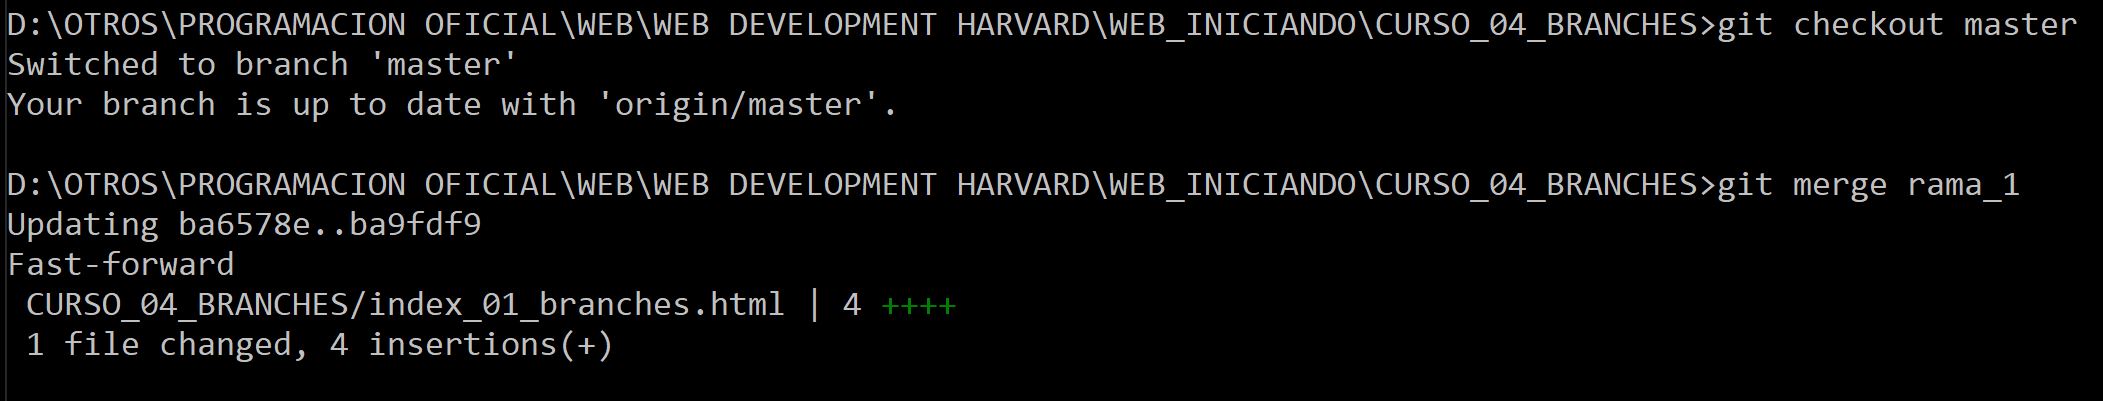 D:\OTROS\PROGRAMACION OFICIAL\WEB\WEB DEVELOPMENT HARVARD\WEB_INICIANDO\CURSO_04_BRANCHES>git checkout master
Switched to branch 'master'
Your branch is up to date with 'origin/master'.
D:\OTROS\PROGRAMACION OFICIAL\WEB\WEB DEVELOPMENT HARVARD\WEB_INICIANDO\CURSO_04_BRANCHES>git merge rama_1
Updating ba6578e..ba9fdf9
Fast-forward
CURSO_04_BRANCHES/index_01_branches.html | 4 ++++
1 file changed, 4 insertions(+)